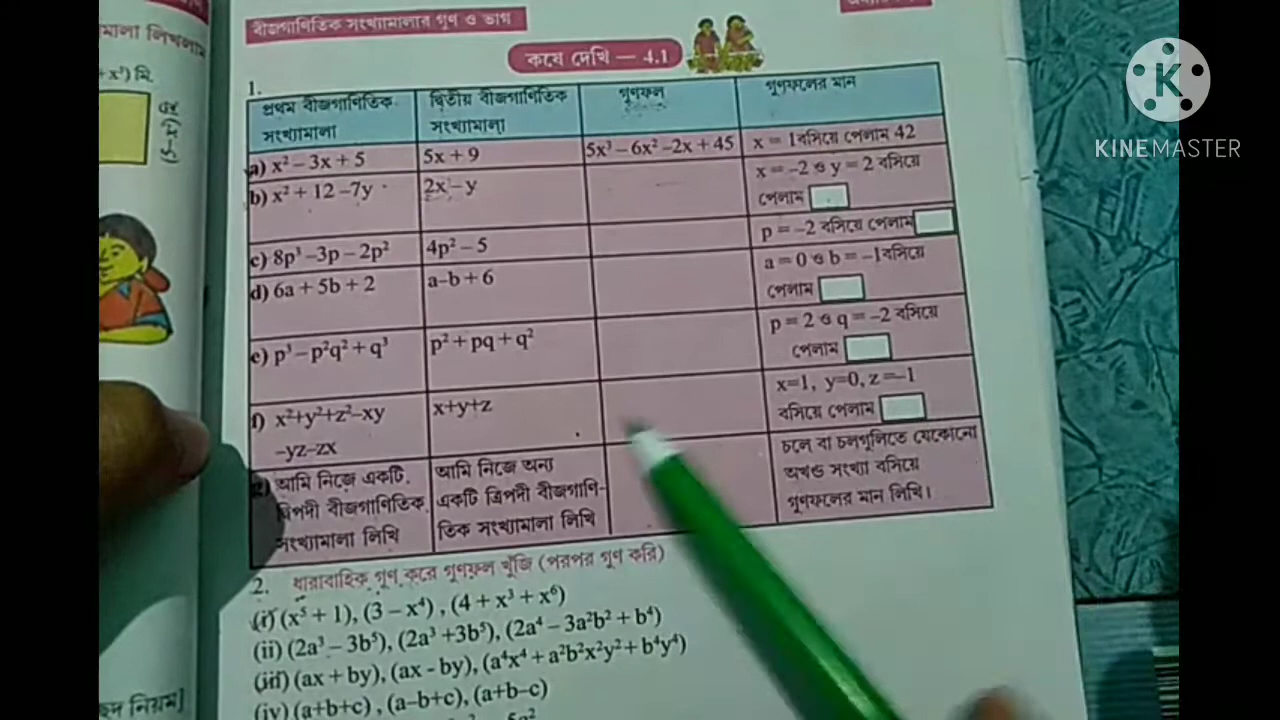 বীজগাণিতিক সংখ্যামালার গুণ ও ভাগ
মালা লিখলাম
কষে দেখি — 4.1
K
KINEMASTER
1.
প্রথম বীজগাণিতিক সংখ্যামালা
দ্বিতীয় বীজগাণিতিক সংখ্যামালা
গুণফল
গুণফলের মান
a) x² – 3x + 5
5x + 9
5x³ – 6x² –2x + 45
x = 1 বসিয়ে পেলাম 42
b) x² + 12 –7y
2x – y
x = –2 ও y = 2 বসিয়ে
পেলাম
c) 8p³ –3p – 2p²
4p² – 5
p = –2 বসিয়ে পেলাম
d) 6a + 5b + 2
a–b + 6
a = 0 ও b = –1বসিয়ে
পেলাম
e) p³ – p²q² + q³
p² + pq + q²
p = 2 ও q = –2 বসিয়ে
পেলাম
f) x²+y²+z²–xy
–yz–zx
x+y+z
x=1, y=0, z=–1
বসিয়ে পেলাম
g) আমি নিজে একটি
ত্রিপদী বীজগাণিতিক
সংখ্যামালা লিখি
আমি নিজে অন্য
একটি ত্রিপদী বীজগাণি-
তিক সংখ্যামালা লিখি
চলে বা চলগুলিতে যেকোনো
অখন্ড সংখ্যা বসিয়ে
গুণফলের মান লিখি।
2. ধারাবাহিক গুণ করে গুণফল খুঁজি (পরপর গুণ করি)
(i) (x⁵ + 1), (3 – x⁴) , (4 + x³ + x⁶)
(ii) (2a³ – 3b⁵), (2a³ +3b⁵), (2a⁴ – 3a²b² + b⁴)
(iii) (ax + by), (ax - by), (a⁴x⁴ + a²b²x²y² + b⁴y⁴)
(iv) (a+b+c) , (a–b+c), (a+b–c)
নিয়ম]